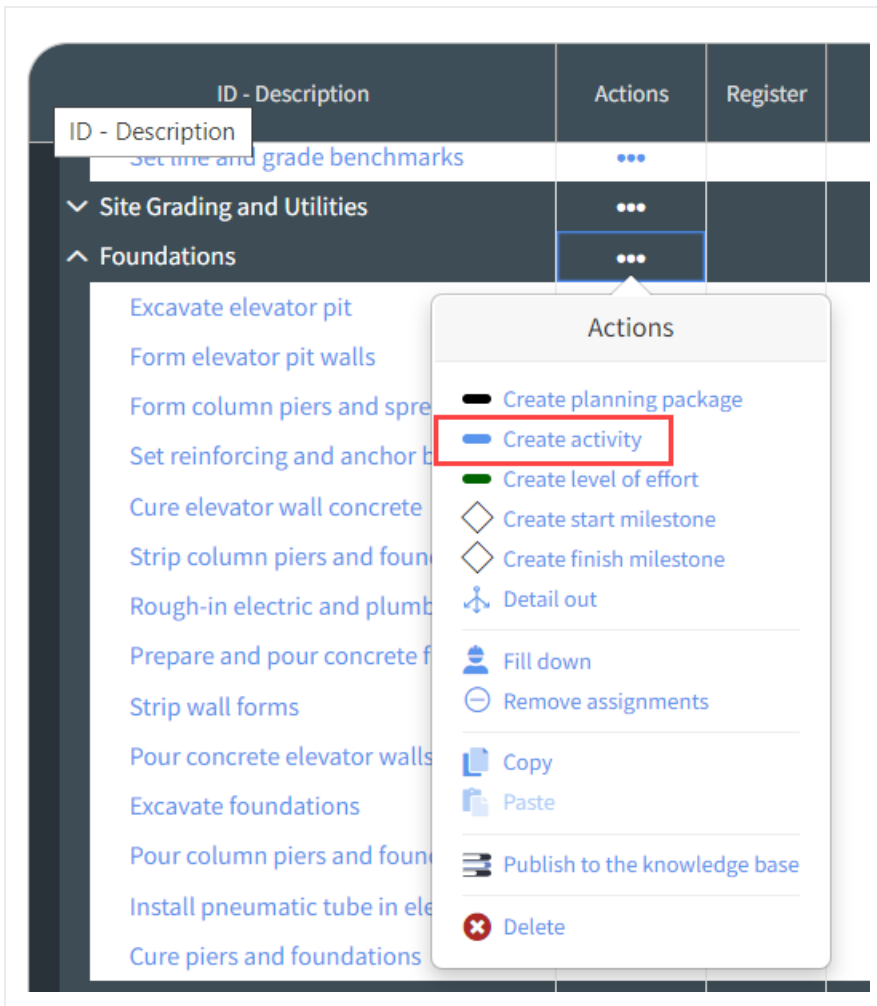 ID - Description
Actions
Register
ID - Description
Set line and grade benchmarks
Site Grading and Utilities
Foundations
Excavate elevator pit
Form elevator pit walls
Form column piers and spre
Set reinforcing and anchor b
Cure elevator wall concrete
Strip column piers and foun
Rough-in electric and plumb
Prepare and pour concrete f
Strip wall forms
Pour concrete elevator walls
Excavate foundations
Pour column piers and foun
Install pneumatic tube in ele
Cure piers and foundations
Actions
Create planning package
Create activity
Create level of effort
Create start milestone
Create finish milestone
Detail out
Fill down
Remove assignments
Copy
Paste
Publish to the knowledge base
Delete